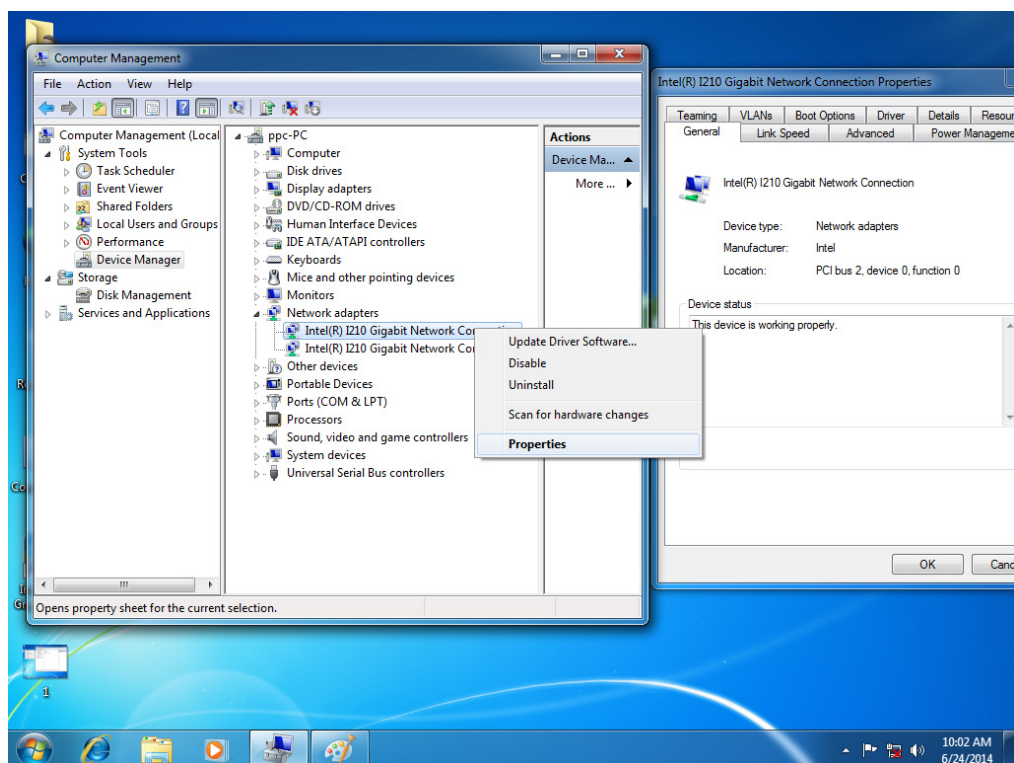 Computer Management
File Action View Help
Computer Management (Local
System Tools
Task Scheduler
Event Viewer
Shared Folders
Local Users and Groups
Performance
Device Manager
Storage
Disk Management
Services and Applications
ppc-PC
Computer
Disk drives
Display adapters
DVD/CD-ROM drives
Human Interface Devices
IDE ATA/ATAPI controllers
Keyboards
Mice and other pointing devices
Monitors
Network adapters
Intel(R) I210 Gigabit Network Connection
Intel(R) I210 Gigabit Network Co
Other devices
Portable Devices
Ports (COM & LPT)
Processors
Sound, video and game controllers
System devices
Universal Serial Bus controllers
Actions
Device Ma...
More ...
Update Driver Software...
Disable
Uninstall
Scan for hardware changes
Properties
Opens property sheet for the current selection.
Intel(R) I210 Gigabit Network Connection Properties
Teaming VLANs Boot Options Driver Details Resour
General Link Speed Advanced Power Manageme
Intel(R) I210 Gigabit Network Connection
Device type: Network adapters
Manufacturer: Intel
Location: PCI bus 2, device 0, function 0
Device status
This device is working properly.
OK Canc
1
10:02 AM
6/24/2014